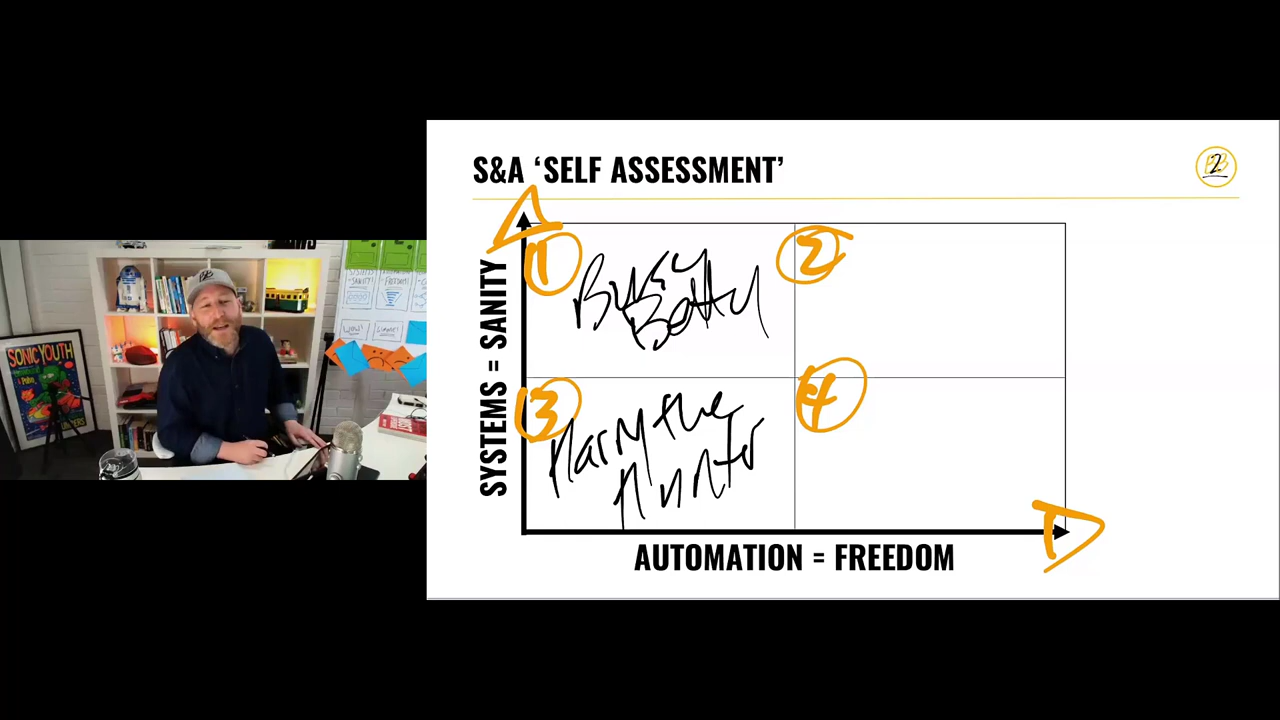 S&A ‘SELF ASSESSMENT’
SYSTEMS = SANITY
1
Busy
Betty
2
3
Harry the
Hunter
4
AUTOMATION = FREEDOM
SONIC YOUTH